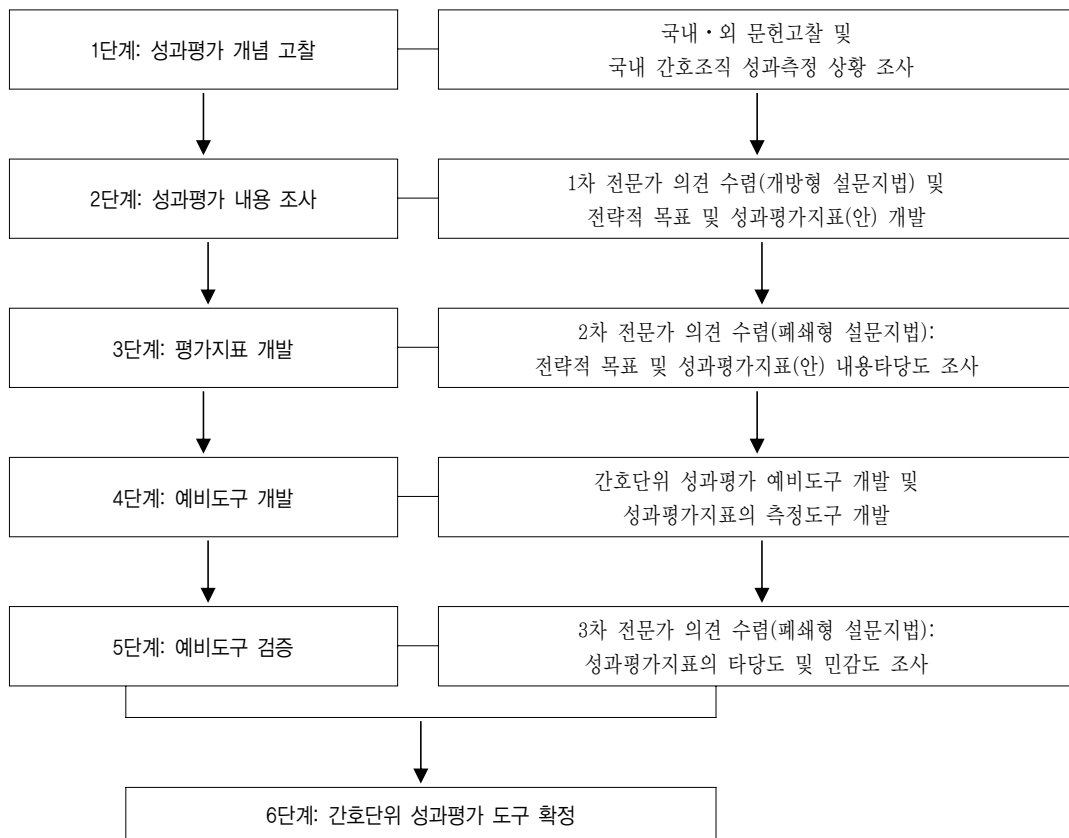 1단계: 성과평가 개념 고찰
국내·외 문헌고찰 및
국내 간호조직 성과측정 상황 조사
2단계: 성과평가 내용 조사
1차 전문가 의견 수렴(개방형 설문지법) 및
전략적 목표 및 성과평가지표(안) 개발
3단계: 평가지표 개발
2차 전문가 의견 수렴(폐쇄형 설문지법):
전략적 목표 및 성과평가지표(안) 내용타당도 조사
4단계: 예비도구 개발
간호단위 성과평가 예비도구 개발 및
성과평가지표의 측정도구 개발
5단계: 예비도구 검증
3차 전문가 의견 수렴(폐쇄형 설문지법):
성과평가지표의 타당도 및 민감도 조사
6단계: 간호단위 성과평가 도구 확정